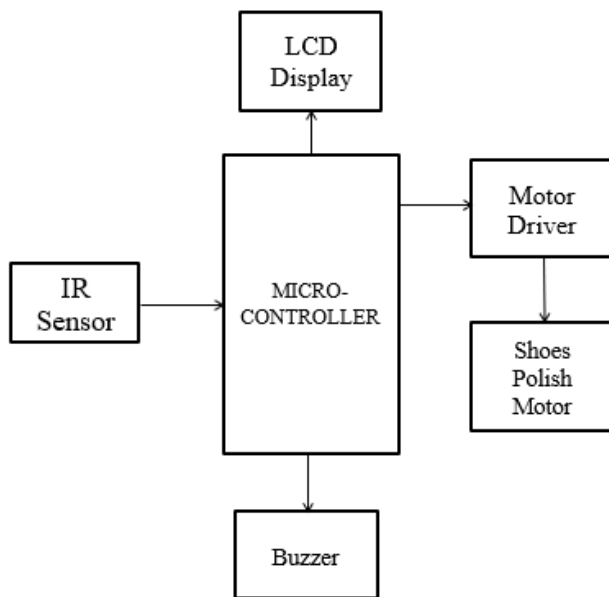 LCD
Display
Motor
Driver
IR
Sensor
MICRO-
CONTROLLER
Shoes
Polish
Motor
Buzzer